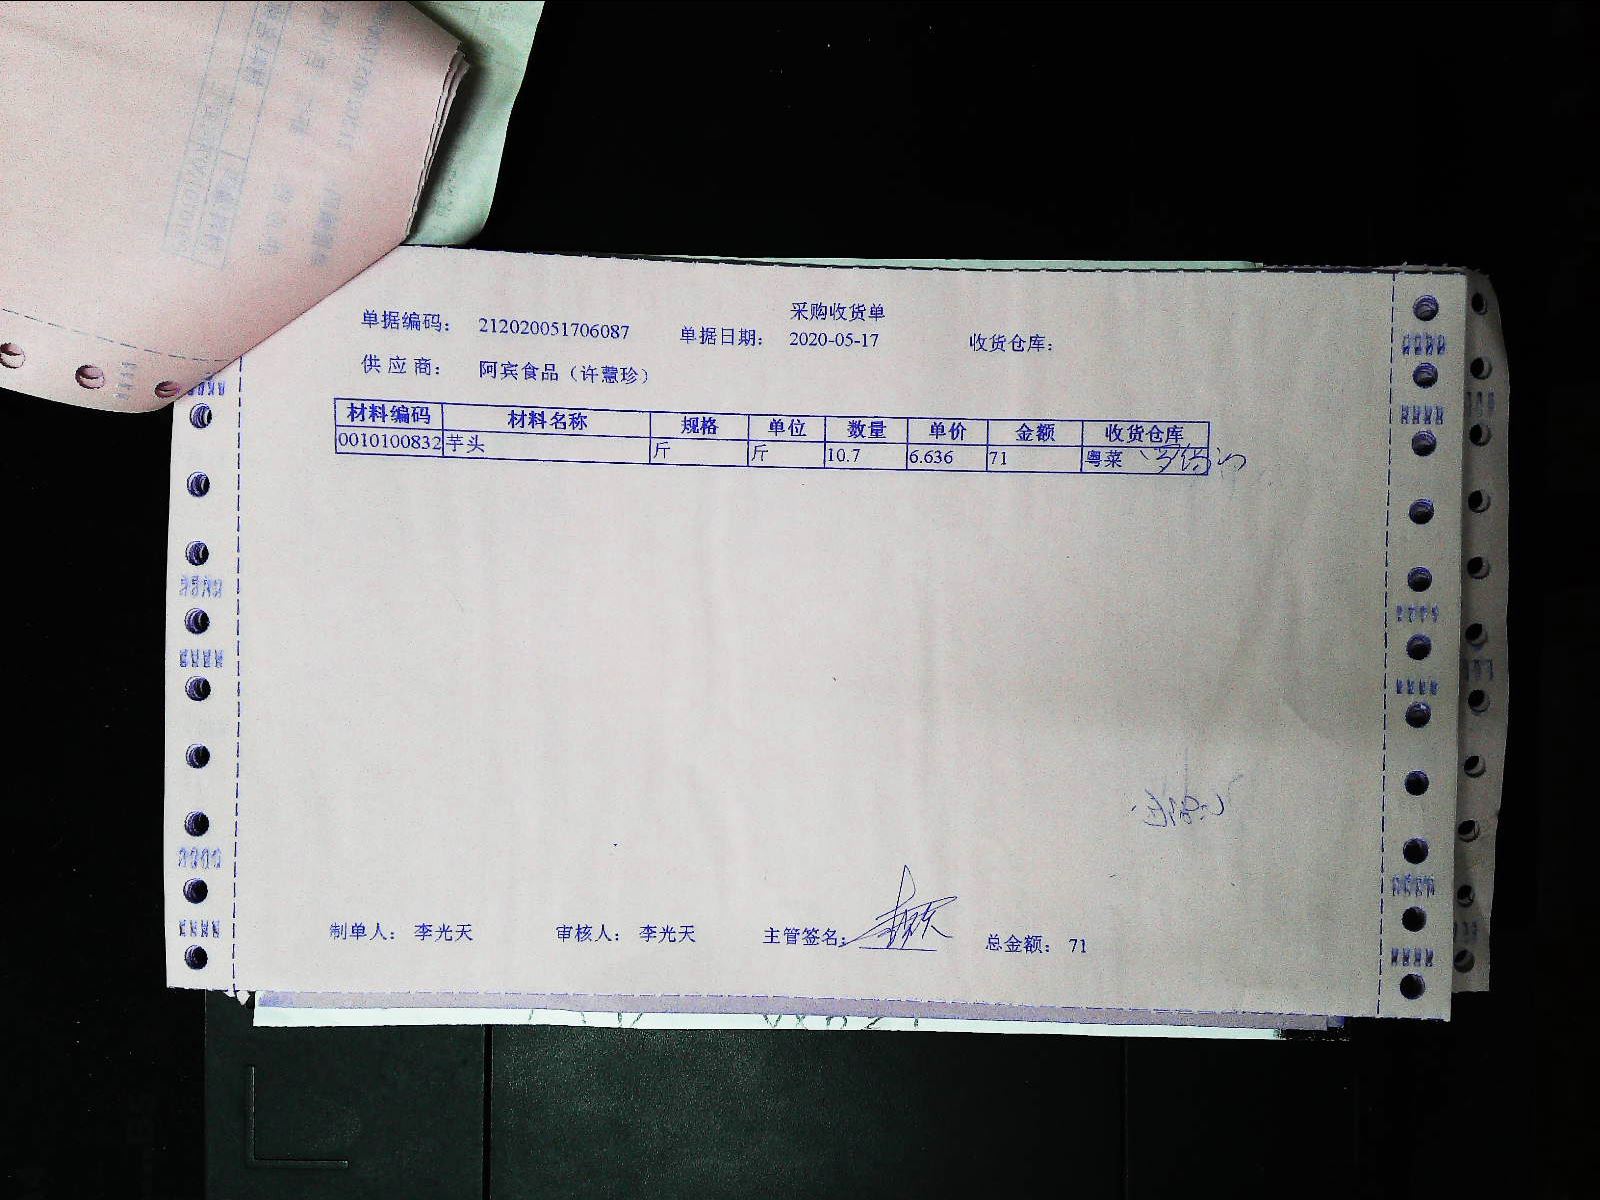 采购收货单
单据编码： 212020051706087 单据日期： 2020-05-17 收货仓库：
供 应 商： 阿宾食品（许慧珍）
材料编码 材料名称 规格 单位 数量 单价 金额 收货仓库
0010100832 芋头 斤 斤 10.7 6.636 71 粤菜
制单人： 李光天 审核人： 李光天 主管签名： 总金额： 71